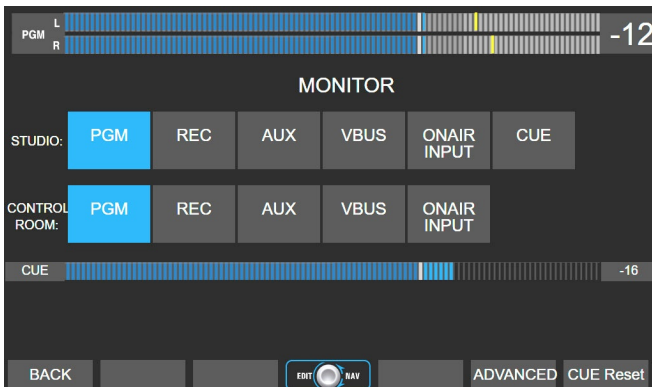 L
PGM
R
-12
MONITOR
STUDIO:
PGM
REC
AUX
VBUS
ONAIR
INPUT
CUE
CONTROL
ROOM:
PGM
REC
AUX
VBUS
ONAIR
INPUT
CUE
-16
BACK
EDIT
NAV
ADVANCED
CUE Reset